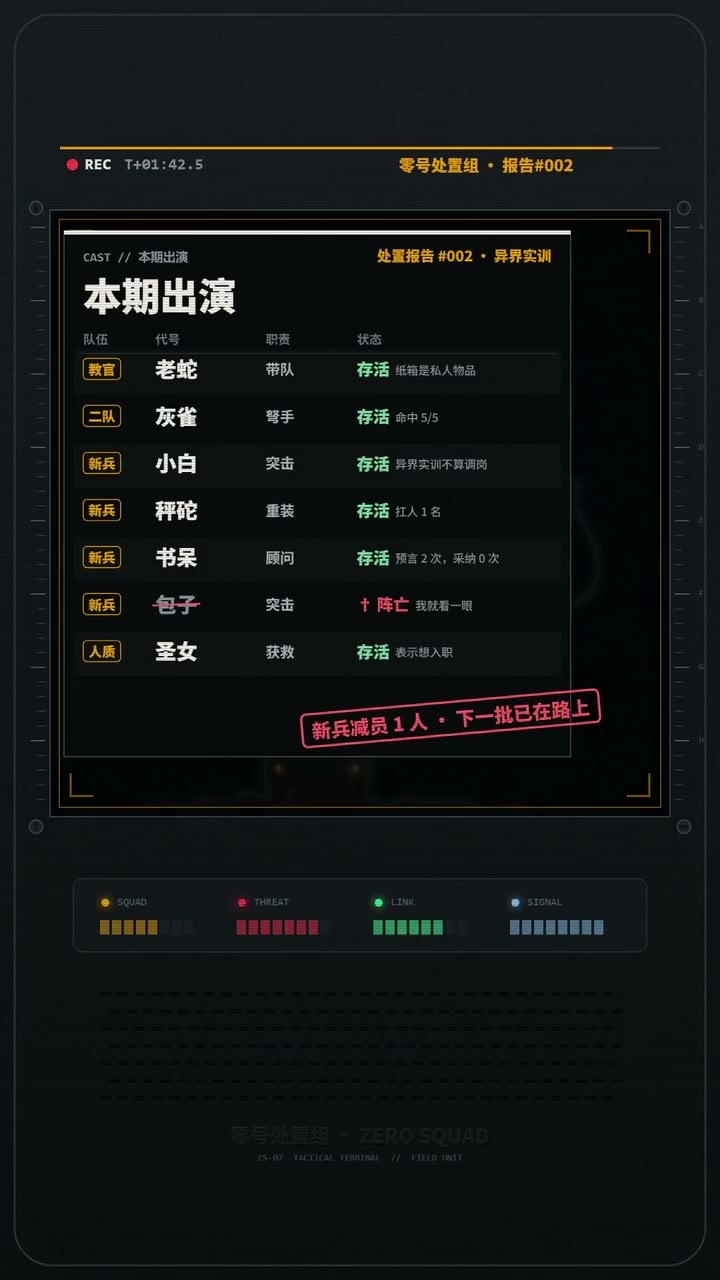 REC T+01:42.5 零号处置组 · 报告#002
CAST // 本期出演 处置报告 #002 · 异界实训
本期出演
队伍 代号 职责 状态
教官 老蛇 带队 存活 纸箱是私人物品
二队 灰雀 弩手 存活 命中 5/5
新兵 小白 突击 存活 异界实训不算调岗
新兵 秤砣 重装 存活 扛人 1 名
新兵 书呆 顾问 存活 预言 2 次，采纳 0 次
新兵 包子 突击 † 阵亡 我就看一眼
人质 圣女 获救 存活 表示想入职
新兵减员 1 人 · 下一批已在路上
SQUAD THREAT LINK SIGNAL
零号处置组 · ZERO SQUAD
ZS-07 TACTICAL TERMINAL // FIELD UNIT